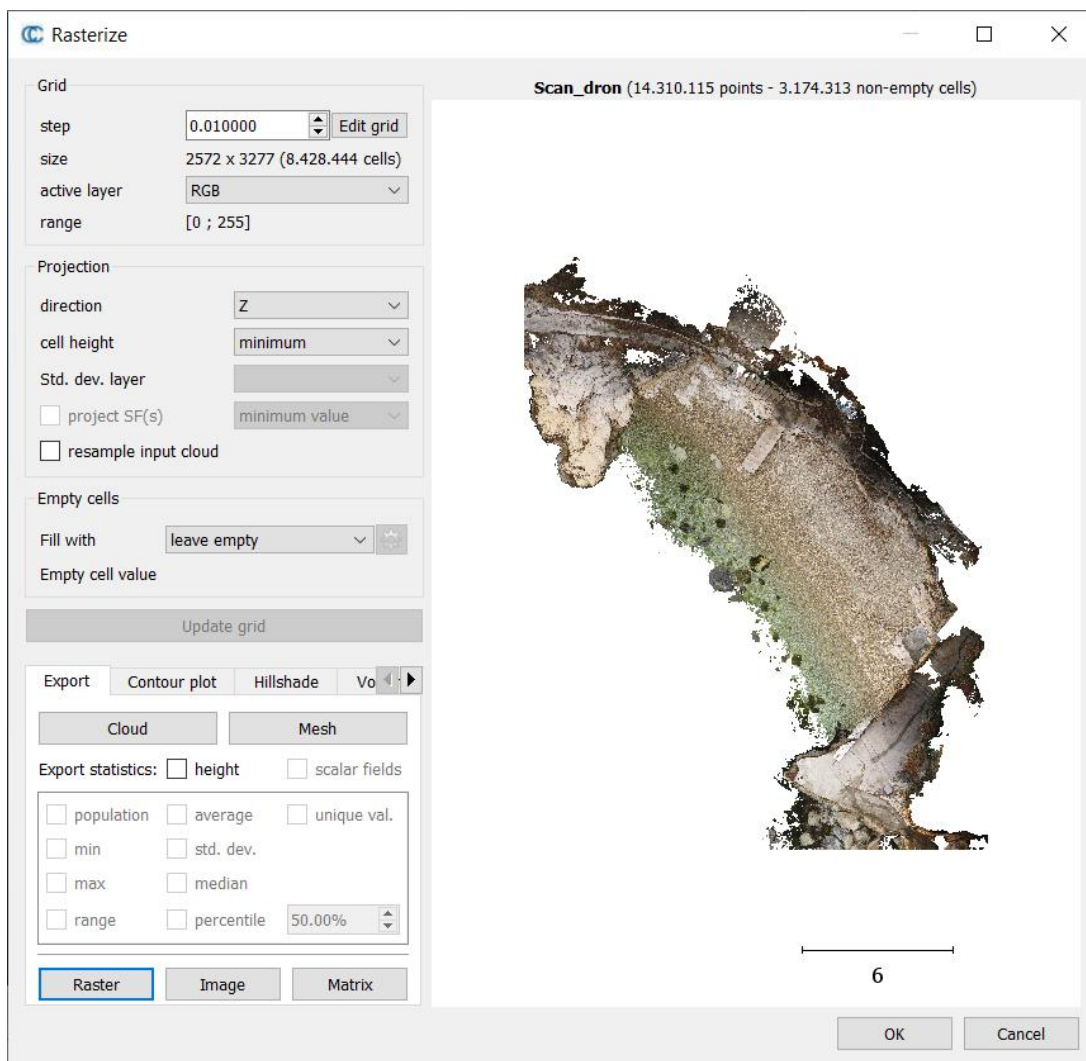 Rasterize
Grid
step 0.010000 Edit grid
size 2572 x 3277 (8.428.444 cells)
active layer RGB
range [0 ; 255]
Projection
direction Z
cell height minimum
Std. dev. layer
project SF(s) minimum value
resample input cloud
Empty cells
Fill with leave empty
Empty cell value
Update grid
Export Contour plot Hillshade Vo
Cloud Mesh
Export statistics: height scalar fields
population average unique val.
min std. dev.
max median
range percentile 50.00%
Raster Image Matrix
Scan_dron (14.310.115 points - 3.174.313 non-empty cells)
6
OK Cancel